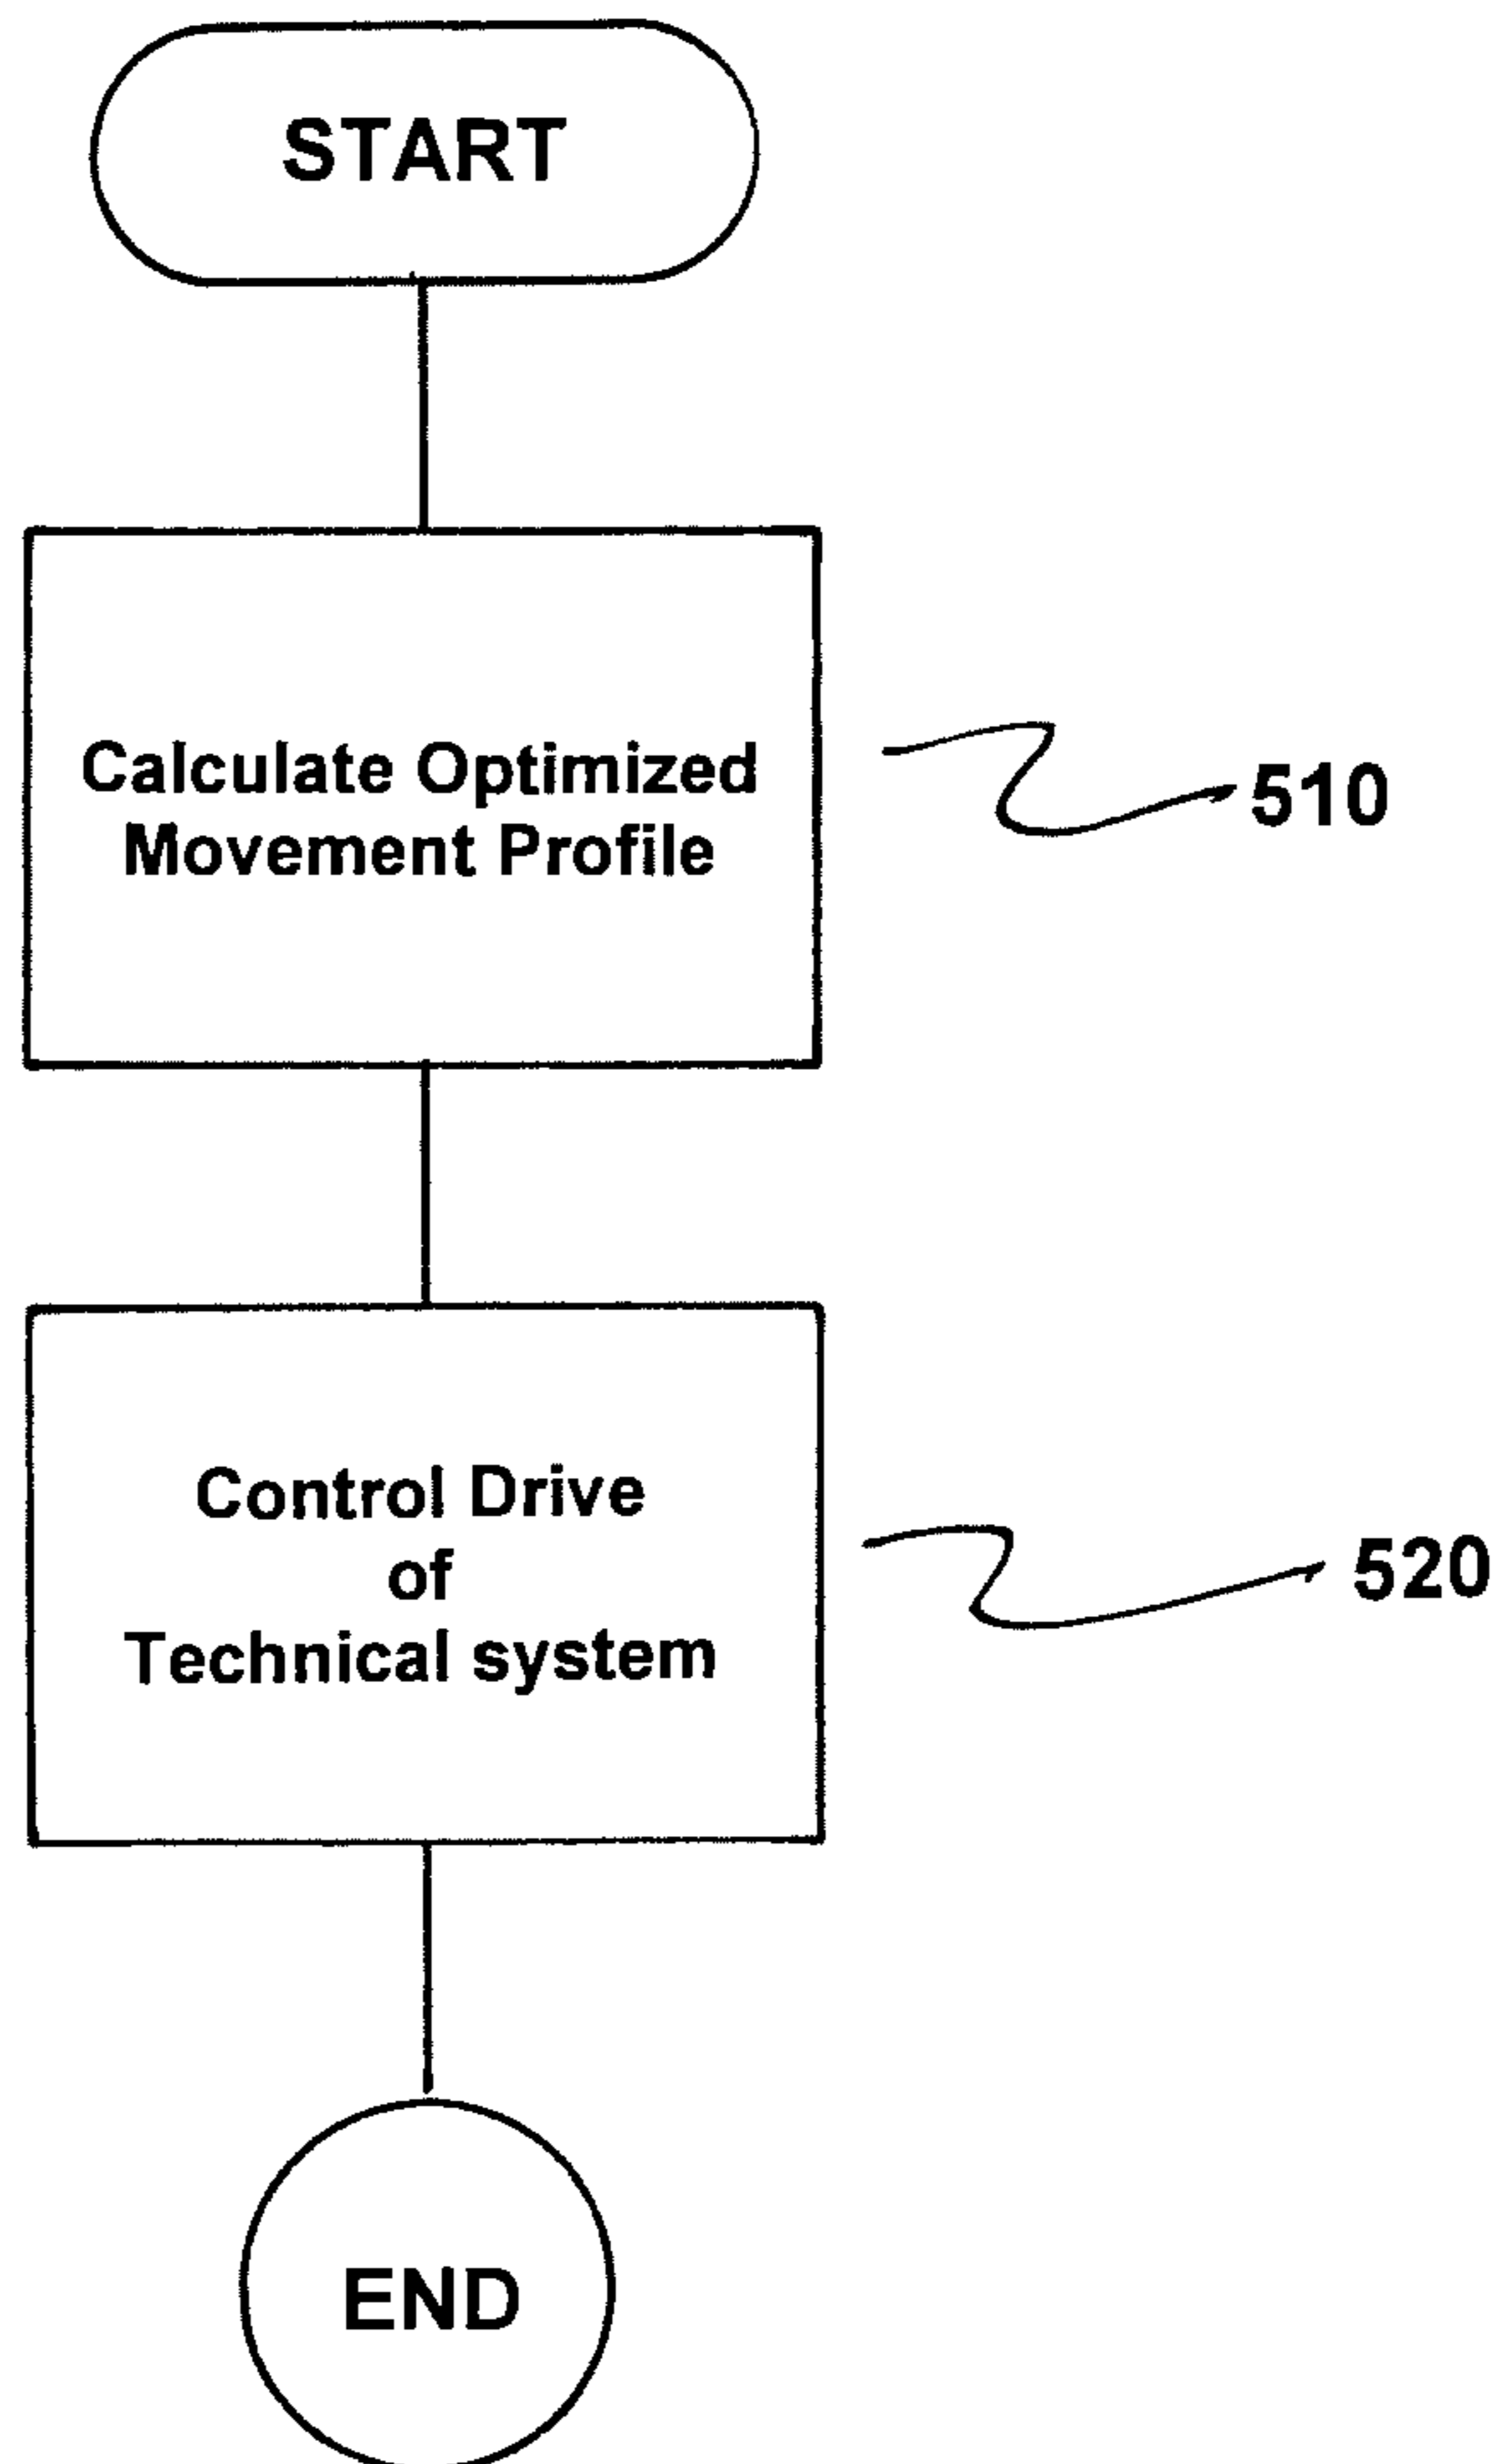 START
Calculate Optimized
Movement Profile
510
Control Drive
of
Technical system
520
END